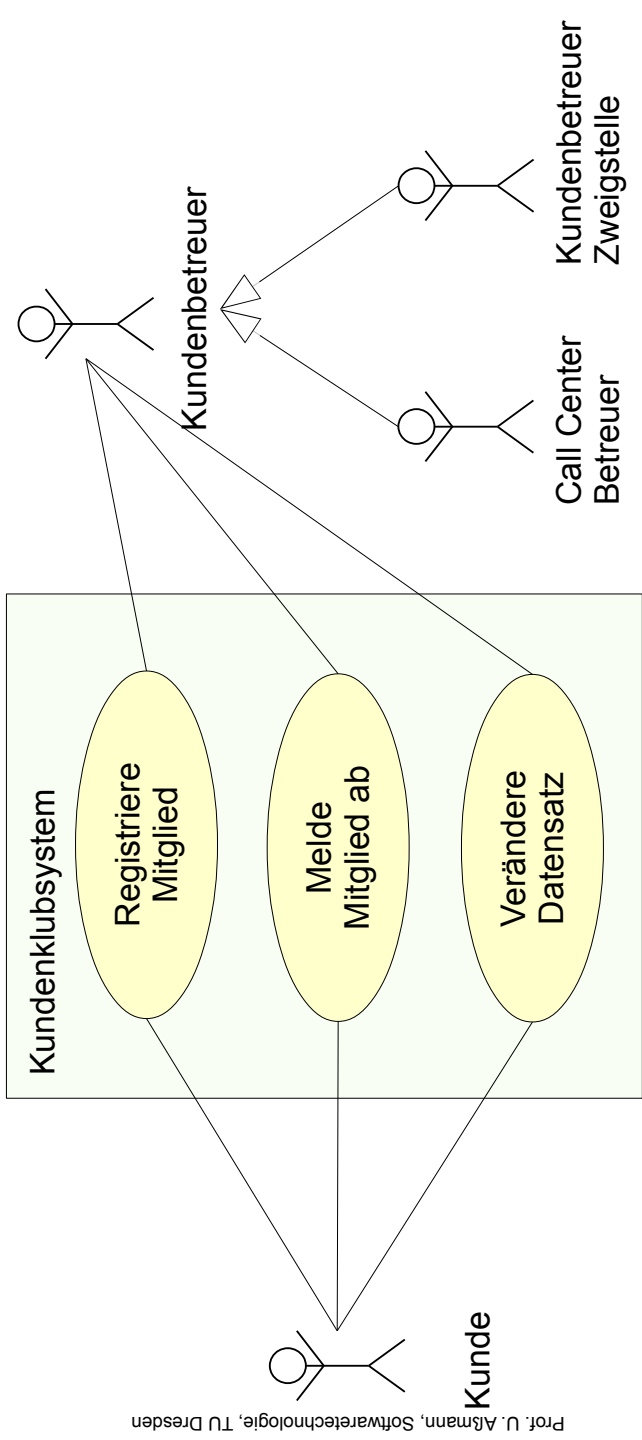 Kundenklubsystem
Registriere
Mitglied
Melde
Mitglied ab
Verändere
Datensatz
Kunde
Kundenbetreuer
Call Center
Betreuer
Kundenbetreuer
Zweigstelle
Prof. U. Aßmann, Softwaretechnologie, TU Dresden